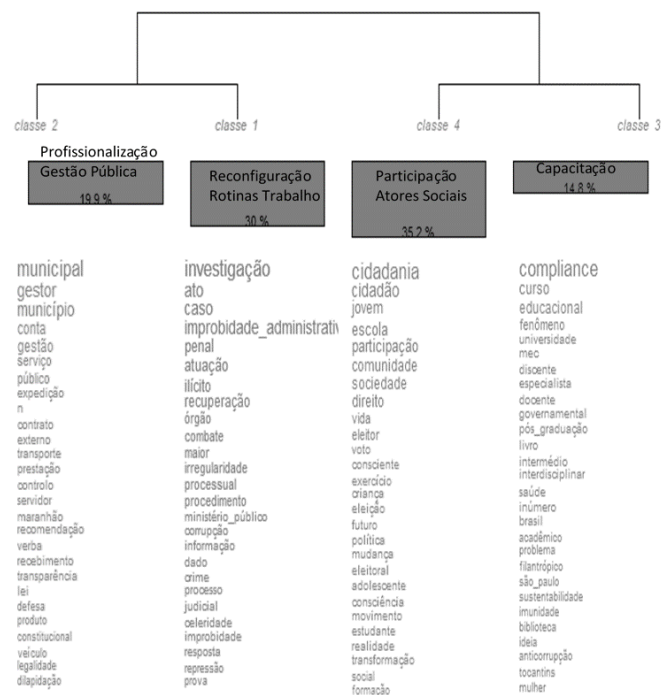 classe 2
classe 1
classe 4
classe 3
Profissionalização
Gestão Pública
19.9 %
Reconfiguração
Rotinas Trabalho
30 %
Participação
Atores Sociais
35.2 %
Capacitação
14.8 %
municipal
gestor
município
conta
gestão
serviço
público
expedição
n
contrato
externo
transporte
prestação
controlo
servidor
maranhão
recomendação
verba
recebimento
transparência
lei
defesa
produto
constitucional
veículo
legalidade
dilapidação
investigação
ato
caso
improbidade_administrativ
penal
atuação
ilícito
recuperação
órgão
combate
maior
irregularidade
processual
procedimento
ministério_público
corrupção
informação
dado
crime
processo
judicial
celeridade
improbidade
resposta
repressão
prova
cidadania
cidadão
jovem
escola
participação
comunidade
sociedade
direito
vida
eleitor
voto
consciente
exercício
criança
eleição
futuro
política
mudança
eleitoral
adolescente
consciência
movimento
estudante
realidade
transformação
social
formação
compliance
curso
educacional
fenômeno
universidade
mec
discente
especialista
docente
governamental
pós_graduação
livro
intermédio
interdisciplinar
saúde
inúmero
brasil
acadêmico
problema
filantrópico
são_paulo
sustentabilidade
imunidade
biblioteca
ideia
anticorrupção
tocantins
mulher